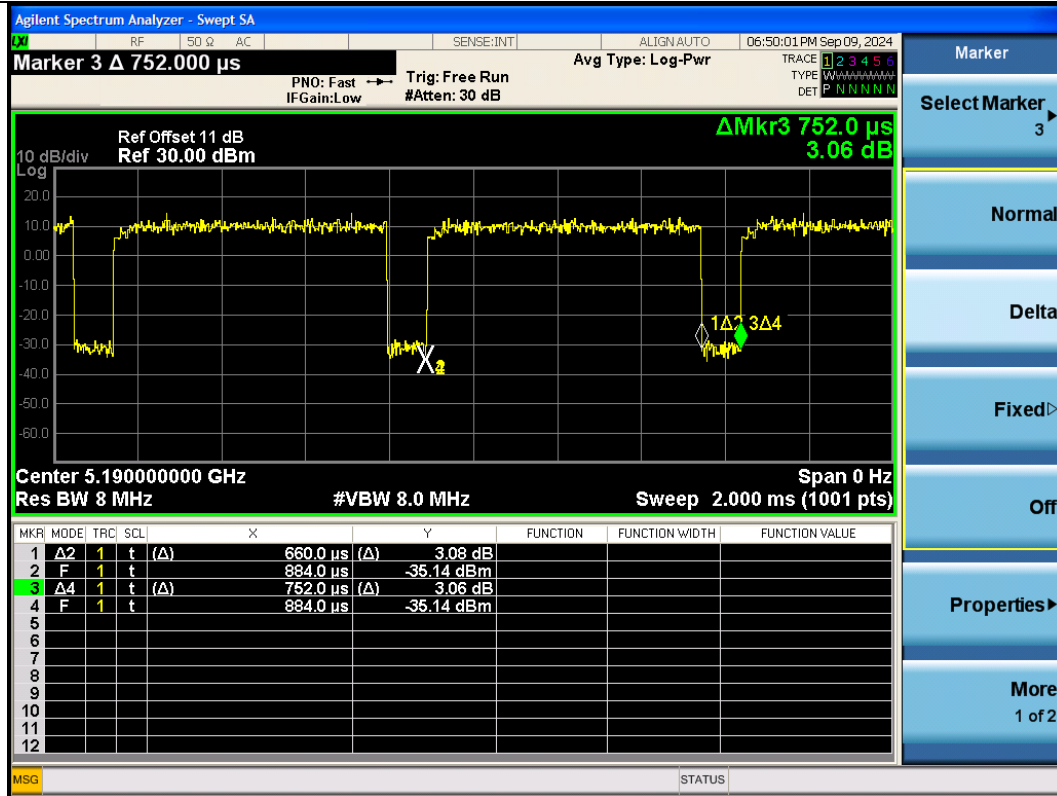 Agilent Spectrum Analyzer - Swept SA
LXI RF 50 Ω AC SENSE:INT ALIGN AUTO 06:50:01 PM Sep 09, 2024
Marker 3 Δ 752.000 µs
PNO: Fast
IFGain:Low
Trig: Free Run
#Atten: 30 dB
Avg Type: Log-Pwr
TRACE 1 2 3 4 5 6
TYPE
DET P N N N N N
ΔMkr3 752.0 µs
3.06 dB
Ref Offset 11 dB
10 dB/div Ref 30.00 dBm
Log
20.0
10.0
0.00
-10.0
-20.0
-30.0
-40.0
-50.0
-60.0
1Δ2 3Δ4
Center 5.190000000 GHz Span 0 Hz
Res BW 8 MHz #VBW 8.0 MHz Sweep 2.000 ms (1001 pts)
MKR MODE TRC SCL X Y FUNCTION FUNCTION WIDTH FUNCTION VALUE
1 Δ2 1 t (Δ) 660.0 µs (Δ) 3.08 dB
2 F 1 t 884.0 µs -35.14 dBm
3 Δ4 1 t (Δ) 752.0 µs (Δ) 3.06 dB
4 F 1 t 884.0 µs -35.14 dBm
5
6
7
8
9
10
11
12
MSG STATUS
Marker
Select Marker
3
Normal
Delta
Fixed
Off
Properties
More
1 of 2